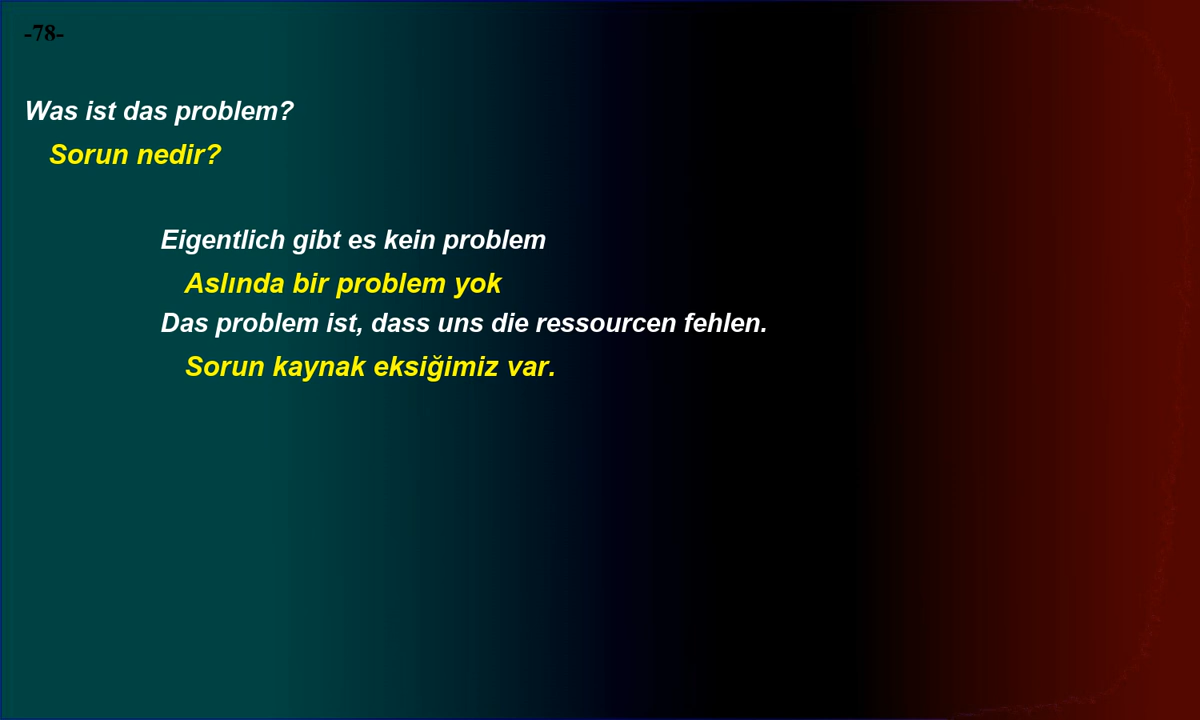 -78-
Was ist das problem?
Sorun nedir?
Eigentlich gibt es kein problem
Aslında bir problem yok
Das problem ist, dass uns die ressourcen fehlen.
Sorun kaynak eksiğimiz var.